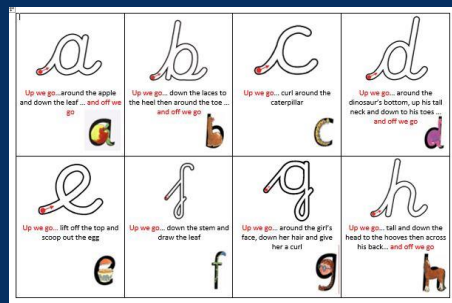 a
Up we go...around the apple
and down the leaf ... and off we
go
a
b
Up we go... down the laces to
the heel then around the toe ...
and off we go
b
c
Up we go... curl around the
caterpillar
c
d
Up we go... around the
dinosaur's bottom, up his tall
neck and down to his toes ...
and off we go
d
e
Up we go... lift off the top and
scoop out the egg
e
f
Up we go... down the stem and
draw the leaf
f
g
Up we go... around the girl's
face, down her hair and give
her a curl
g
h
Up we go... tall and down the
head to the hooves then across
his back... and off we go
h